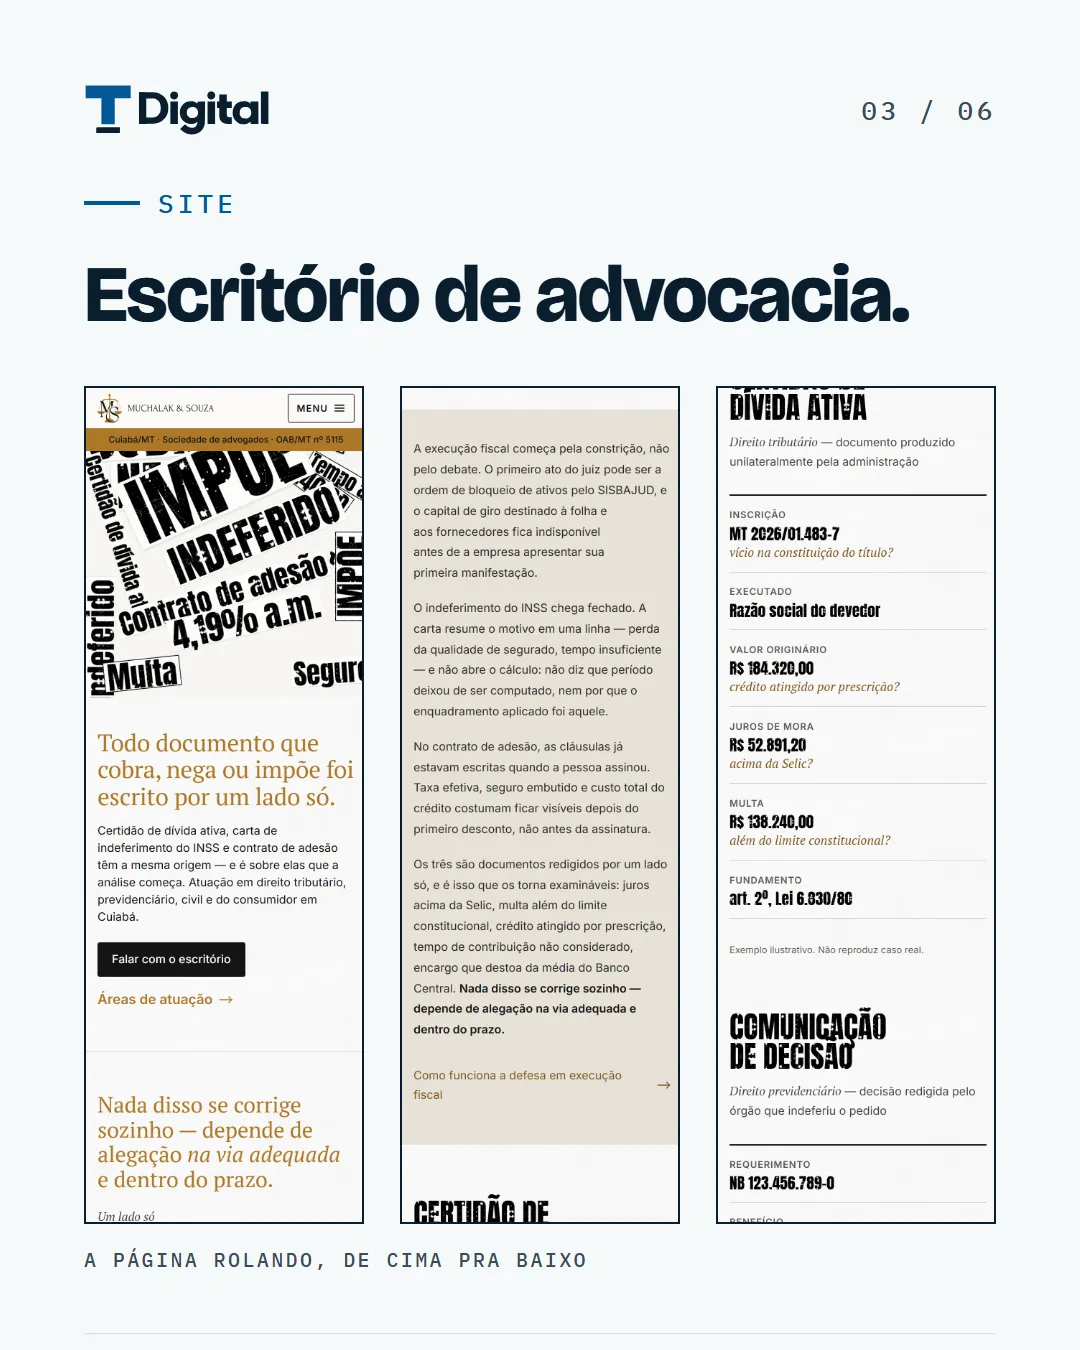 T Digital
03 / 06
SITE
Escritório de advocacia.
MS MUCHALAK & SOUZA
MENU
Cuiabá/MT · Sociedade de advogados · OAB/MT nº 5115
IMPÕE
Tempo
INDEFERIDO
Certidão de dívida
IMPÕE
Contrato de adesão
4,19% a.m.
ndeferido
Multa
Segur
Todo documento que
cobra, nega ou impõe foi
escrito por um lado só.
Certidão de dívida ativa, carta de
indeferimento do INSS e contrato de adesão
têm a mesma origem — e é sobre elas que a
análise começa. Atuação em direito tributário,
previdenciário, civil e do consumidor em
Cuiabá.
Falar com o escritório
Áreas de atuação →
Nada disso se corrige
sozinho — depende de
alegação na via adequada
e dentro do prazo.
Um lado só
A execução fiscal começa pela constrição, não
pelo debate. O primeiro ato do juiz pode ser a
ordem de bloqueio de ativos pelo SISBAJUD, e
o capital de giro destinado à folha e
aos fornecedores fica indisponível
antes de a empresa apresentar sua
primeira manifestação.
O indeferimento do INSS chega fechado. A
carta resume o motivo em uma linha — perda
da qualidade de segurado, tempo insuficiente
— e não abre o cálculo: não diz que período
deixou de ser computado, nem por que o
enquadramento aplicado foi aquele.
No contrato de adesão, as cláusulas já
estavam escritas quando a pessoa assinou.
Taxa efetiva, seguro embutido e custo total do
crédito costumam ficar visíveis depois do
primeiro desconto, não antes da assinatura.
Os três são documentos redigidos por um lado
só, e é isso que os torna examináveis: juros
acima da Selic, multa além do limite
constitucional, crédito atingido por prescrição,
tempo de contribuição não considerado,
encargo que destoa da média do Banco
Central. Nada disso se corrige sozinho —
depende de alegação na via adequada e
dentro do prazo.
Como funciona a defesa em execução
fiscal →
CERTIDÃO DE
DÍVIDA ATIVA
Direito tributário — documento produzido
unilateralmente pela administração
INSCRIÇÃO
MT 2026/01.483-7
vício na constituição do título?
EXECUTADO
Razão social do devedor
VALOR ORIGINÁRIO
R$ 184.320,00
crédito atingido por prescrição?
JUROS DE MORA
R$ 52.891,20
acima da Selic?
MULTA
R$ 138.240,00
além do limite constitucional?
FUNDAMENTO
art. 2º, Lei 6.830/80
Exemplo ilustrativo. Não reproduz caso real.
COMUNICAÇÃO
DE DECISÃO
Direito previdenciário — decisão redigida pelo
órgão que indeferiu o pedido
REQUERIMENTO
NB 123.456.789-0
BENEFÍCIO
A PÁGINA ROLANDO, DE CIMA PRA BAIXO